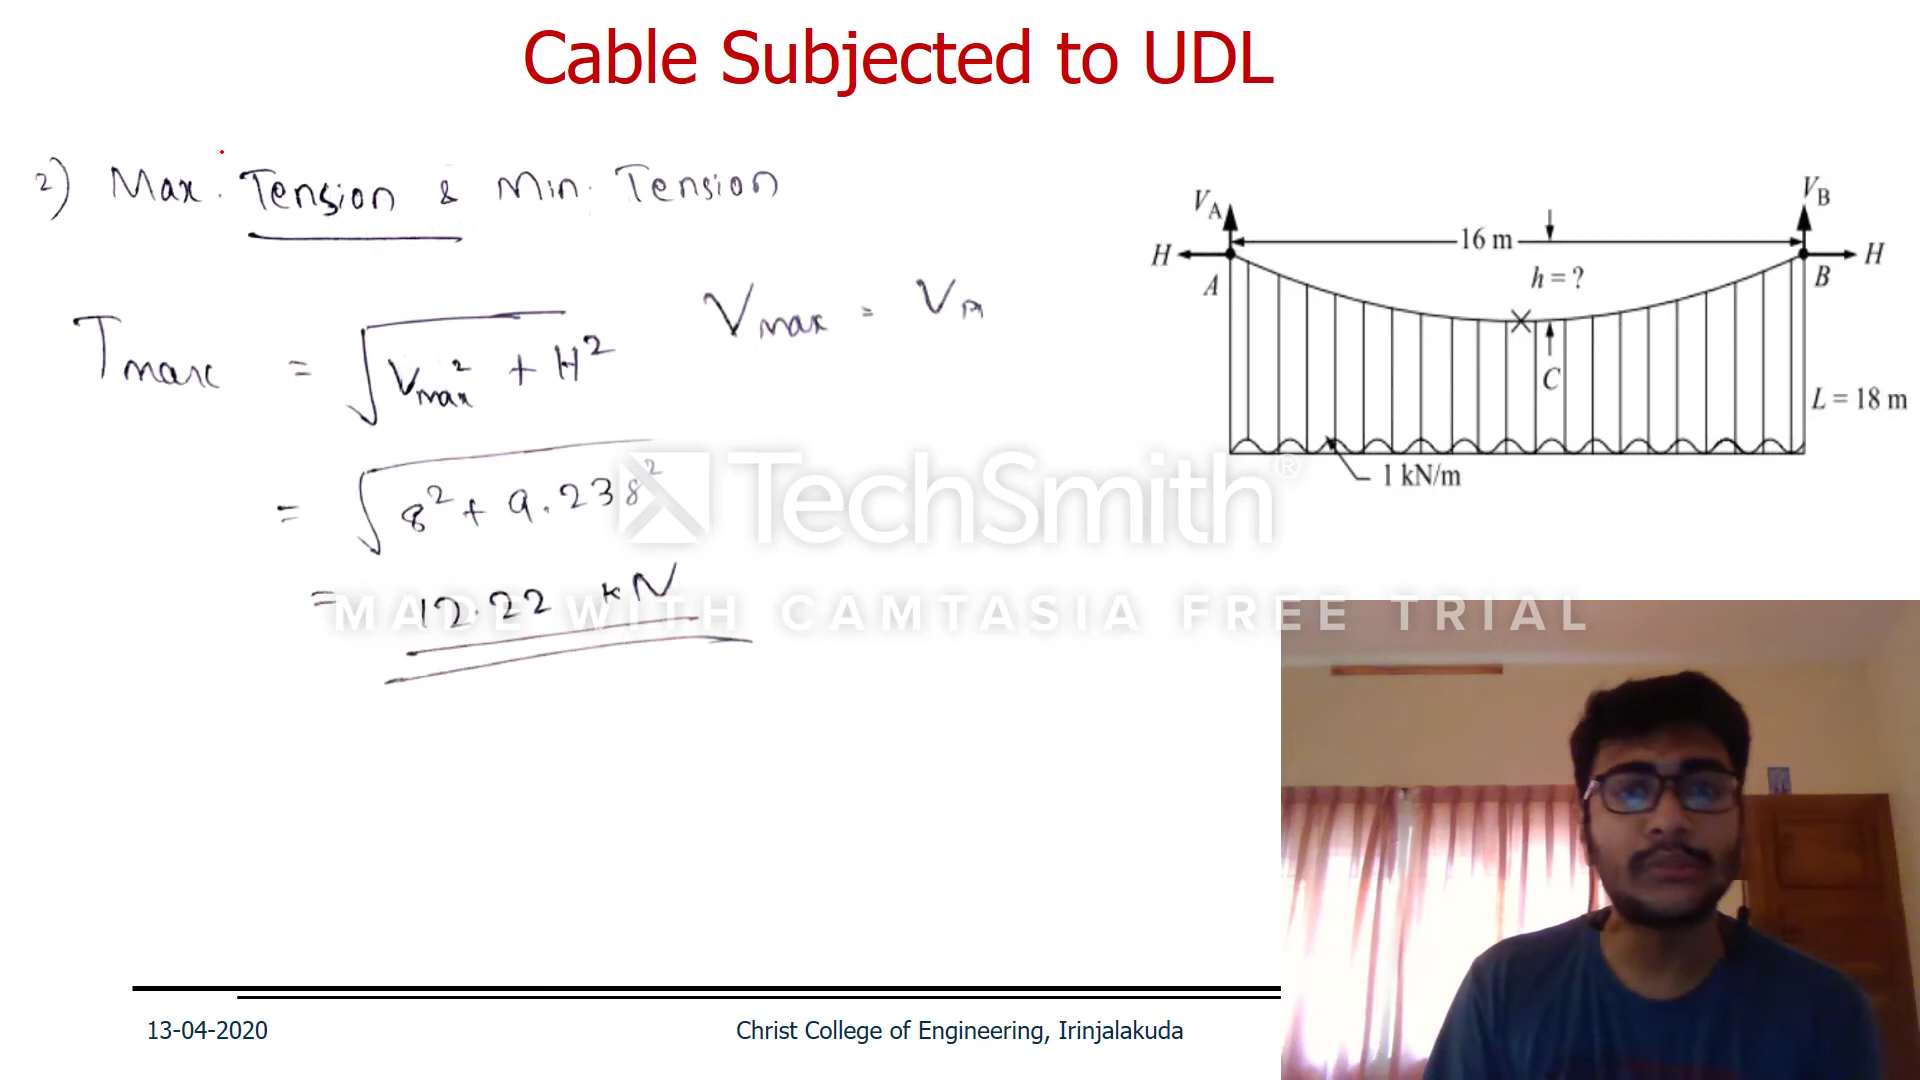 Cable Subjected to UDL
2) Max. Tension & Min. Tension
Tmax = √(Vmax² + H²)
Vmax = VA
= √(8² + 9.238²)
= 12.22 kN
VA
VB
H
16 m
H
A
h = ?
B
C
L = 18 m
1 kN/m
TechSmith®
MADE WITH CAMTASIA FREE TRIAL
13-04-2020
Christ College of Engineering, Irinjalakuda